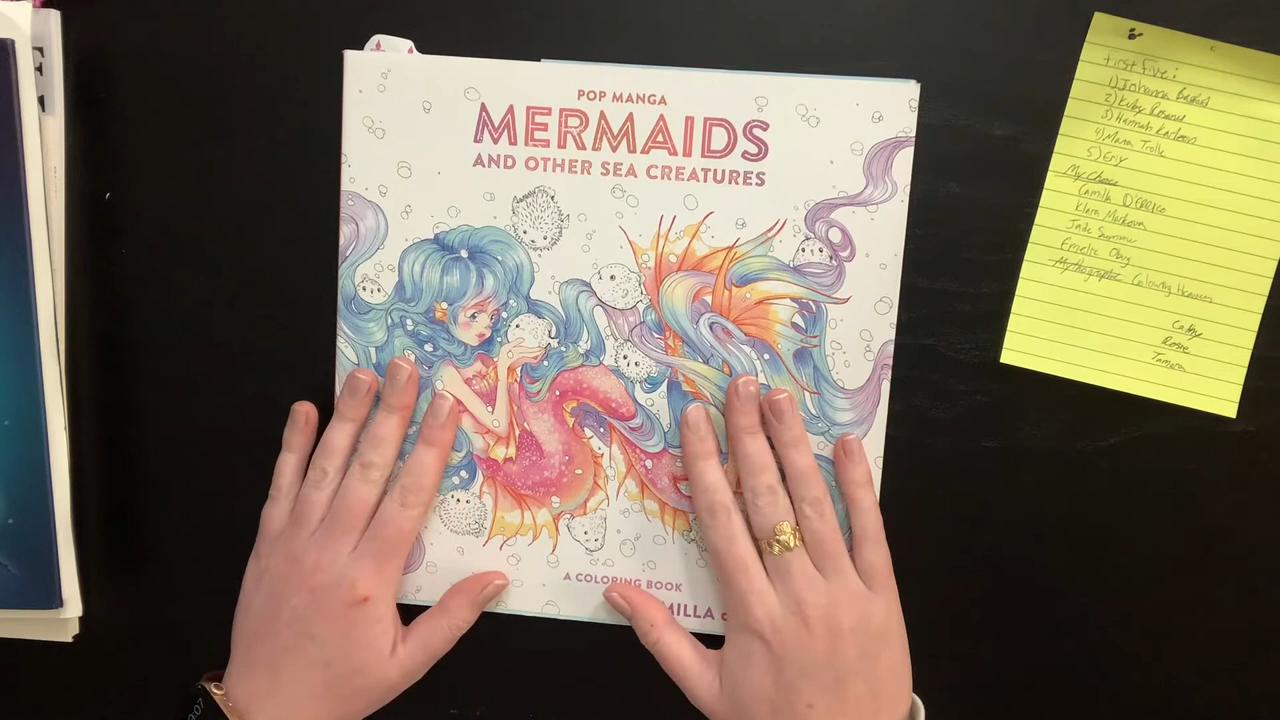 POP MANGA
MERMAIDS
AND OTHER SEA CREATURES
A COLORING BOOK
MILLA
First Five:
1) Johanna Basford
2) Kerby Rosanes
3) Hannah Karlzon
4) Maria Trolle
5) Eriy
My Choice
Camilla D'Errico
Klara Markova
Jade Summer
Emelie Öberg
Mythographic Colouring Heaven
Cathy
Rosie
Tamera